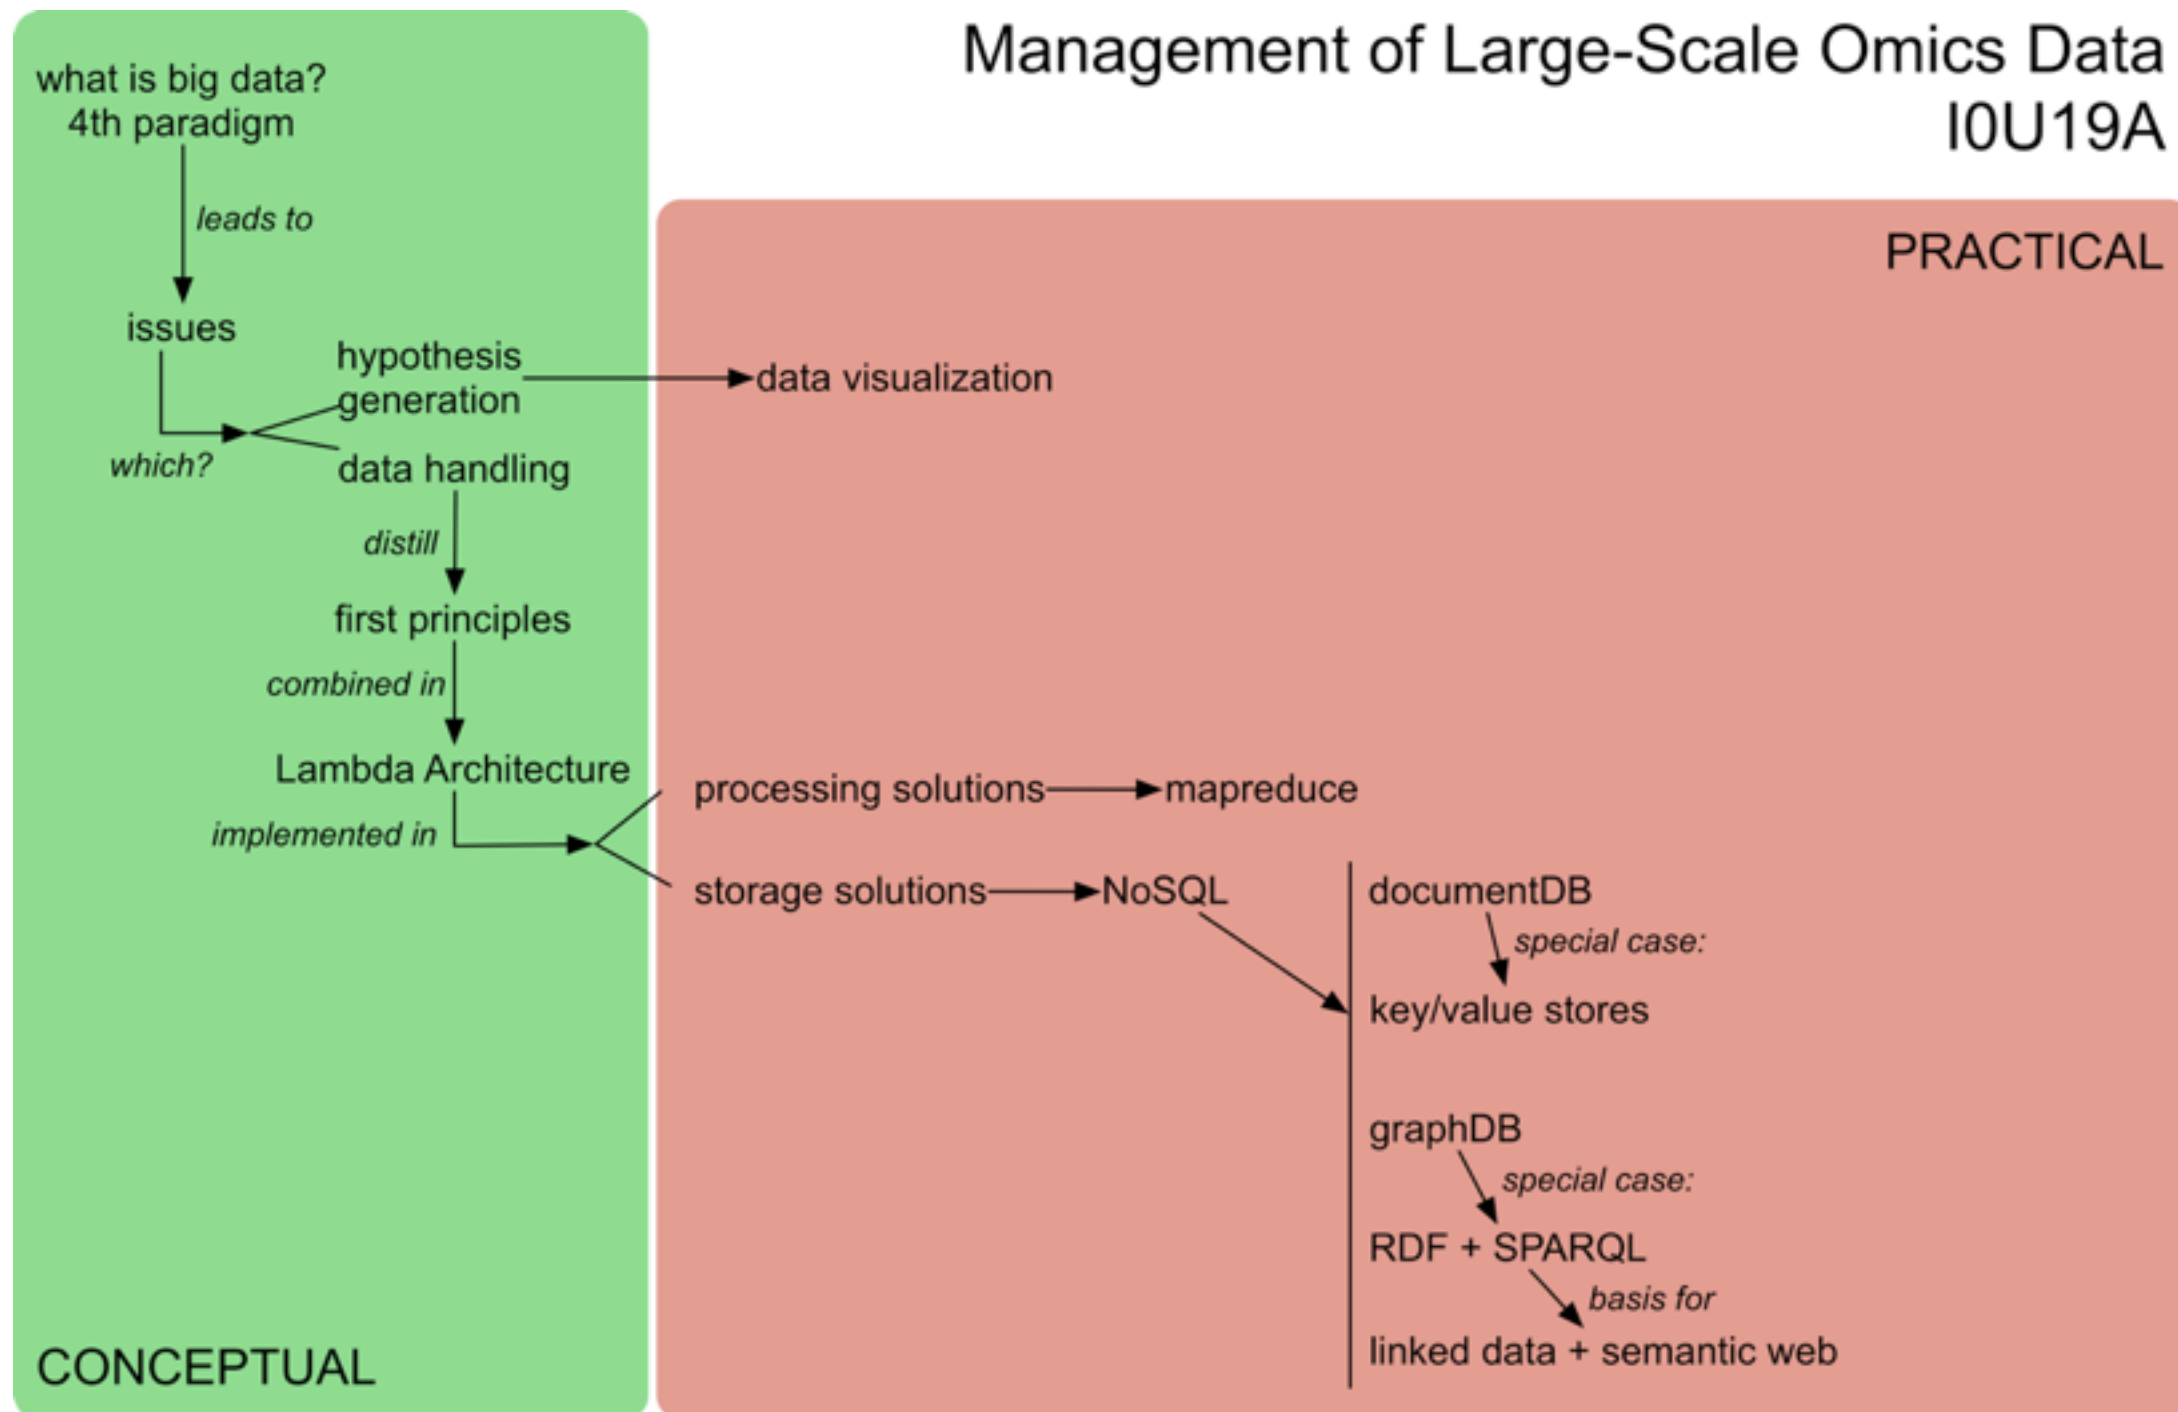 Management of Large-Scale Omics Data
I0U19A
what is big data?
4th paradigm
leads to
issues
which?
hypothesis
generation
data handling
distill
first principles
combined in
Lambda Architecture
implemented in
CONCEPTUAL
PRACTICAL
data visualization
processing solutions
mapreduce
storage solutions
NoSQL
documentDB
special case:
key/value stores
graphDB
special case:
RDF + SPARQL
basis for
linked data + semantic web